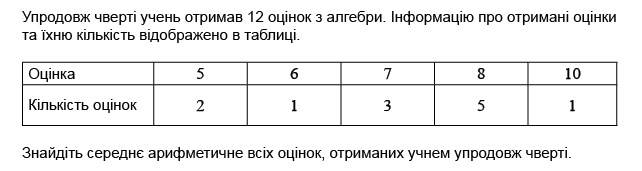 Упродовж чверті учень отримав 12 оцінок з алгебри. Інформацію про отримані оцінки
та їхню кількість відображено в таблиці.
Оцінка 5 6 7 8 10
Кількість оцінок 2 1 3 5 1
Знайдіть середнє арифметичне всіх оцінок, отриманих учнем упродовж чверті.